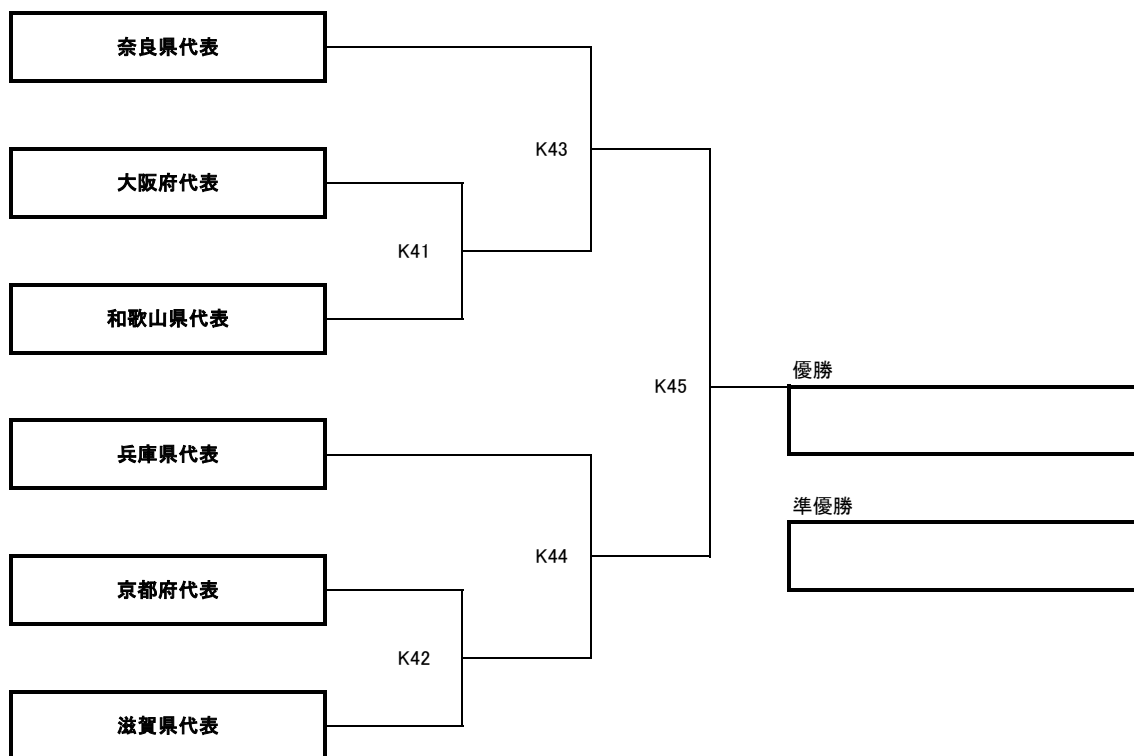 奈良県代表
K43
大阪府代表
K41
和歌山県代表
優勝
K45
兵庫県代表
準優勝
K44
京都府代表
K42
滋賀県代表